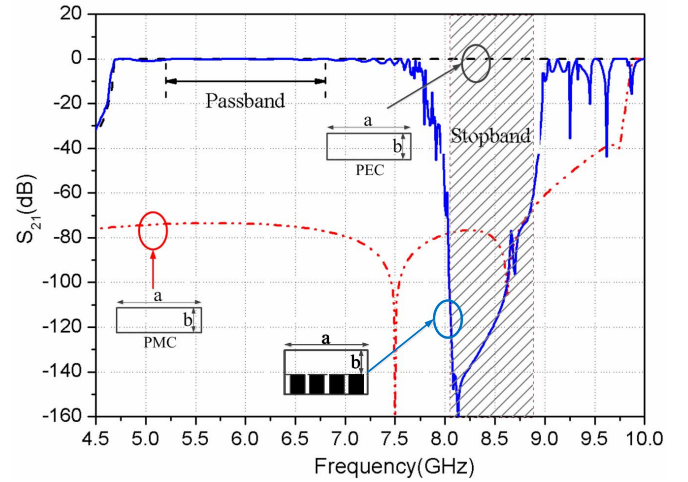 20
0
-20
-40
-60
-80
-100
-120
-140
-160
S21(dB)
Passband
Stopband
a
b
PEC
a
b
PMC
a
b
4.5 5.0 5.5 6.0 6.5 7.0 7.5 8.0 8.5 9.0 9.5 10.0
Frequency(GHz)